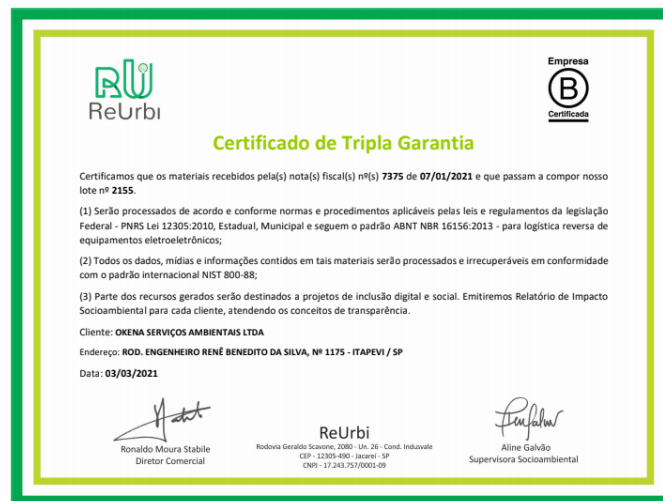 RU
ReUrbi
Empresa
B
Certificada
Certificado de Tripla Garantia
Certificamos que os materiais recebidos pela(s) nota(s) fiscal(s) nº(s) 7375 de 07/01/2021 e que passam a compor nosso
lote nº 2155.
(1) Serão processados de acordo e conforme normas e procedimentos aplicáveis pelas leis e regulamentos da legislação
Federal - PNRS Lei 12305:2010, Estadual, Municipal e seguem o padrão ABNT NBR 16156:2013 - para logística reversa de
equipamentos eletroeletrônicos;
(2) Todos os dados, mídias e informações contidos em tais materiais serão processados e irrecuperáveis em conformidade
com o padrão internacional NIST 800-88;
(3) Parte dos recursos gerados serão destinados a projetos de inclusão digital e social. Emitiremos Relatório de Impacto
Socioambiental para cada cliente, atendendo os conceitos de transparência.
Cliente: OKENA SERVIÇOS AMBIENTAIS LTDA
Endereço: ROD. ENGENHEIRO RENÊ BENEDITO DA SILVA, Nº 1175 - ITAPEVI / SP
Data: 03/03/2021
Ronaldo Moura Stabile
Diretor Comercial
ReUrbi
Rodovia Geraldo Scavone, 2080 - Un. 26 - Cond. Indusvale
CEP - 12305-490 - Jacareí - SP
CNPJ - 17.243.757/0001-09
Aline Galvão
Supervisora Socioambiental